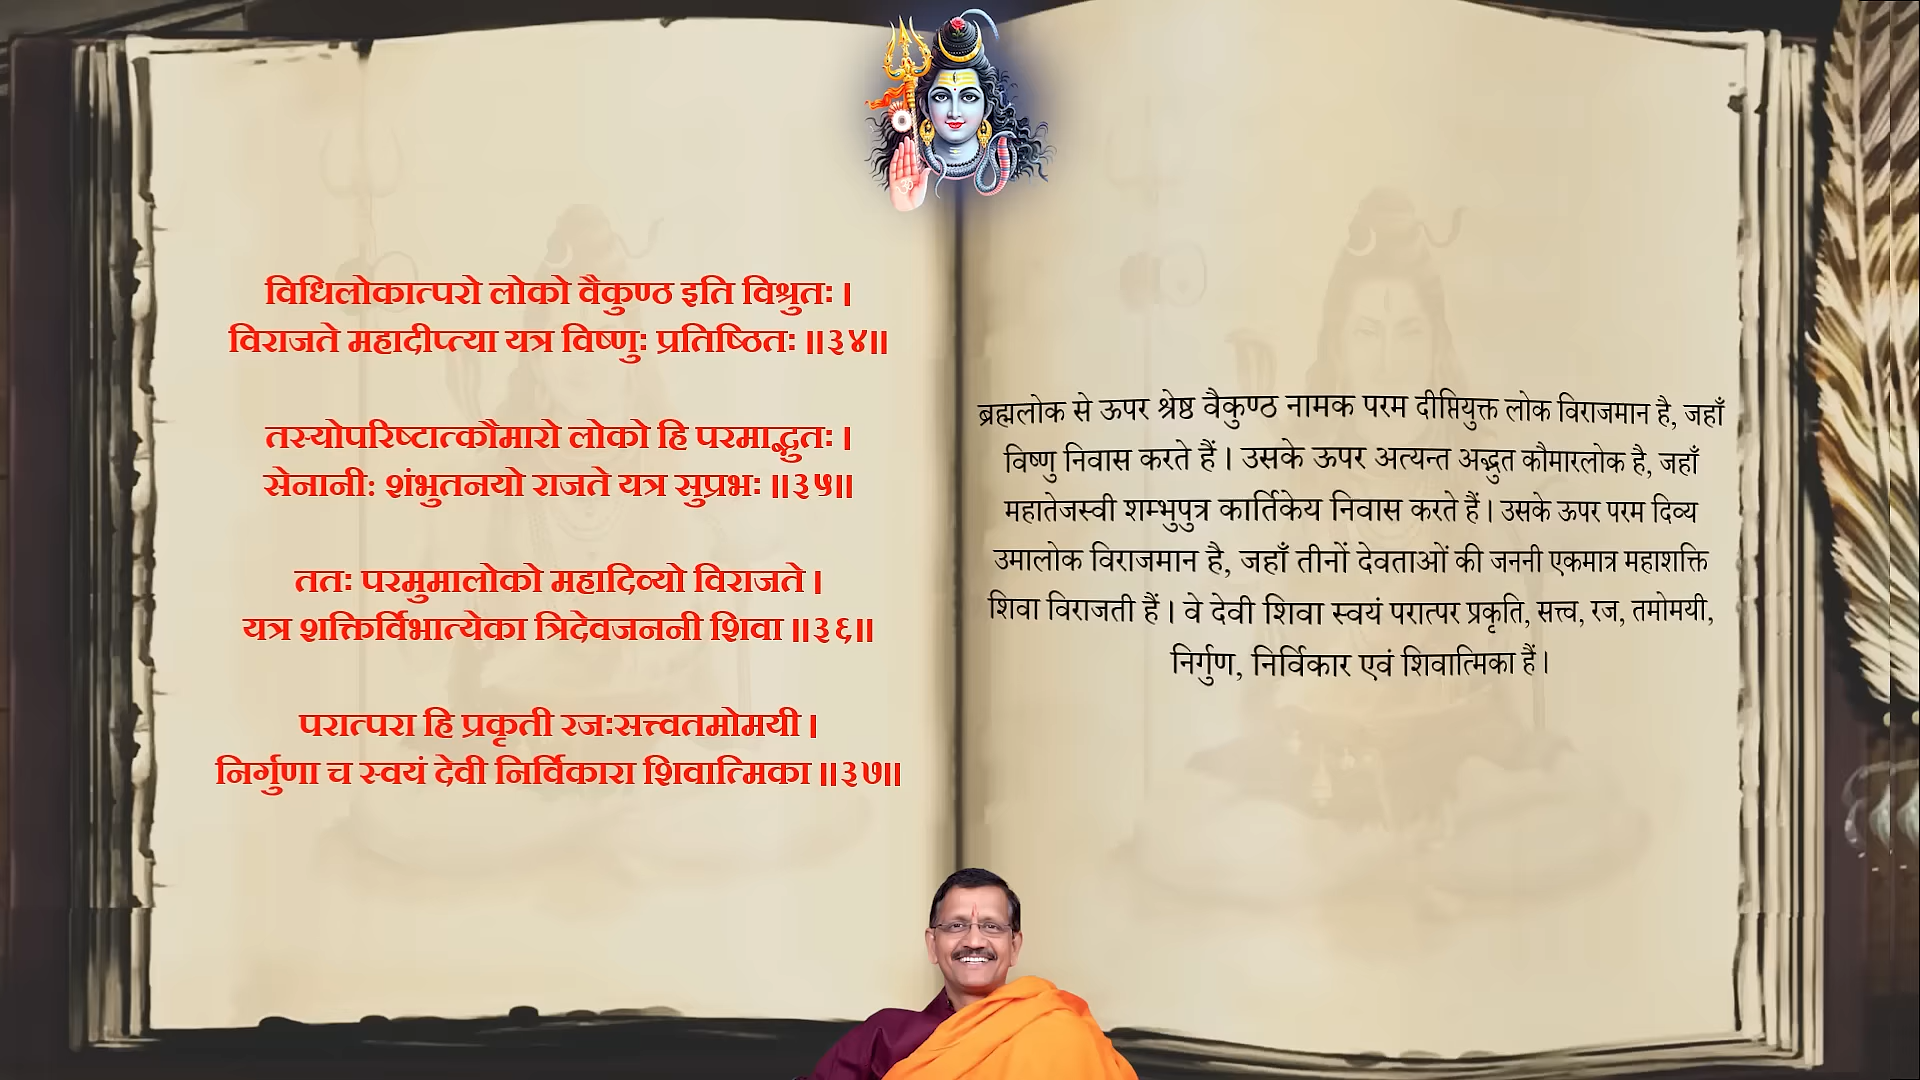 विधिलोकात्परो लोको वैकुण्ठ इति विश्रुतः ।
विराजते महादीप्त्या यत्र विष्णुः प्रतिष्ठितः ॥३४॥
तस्योपरिष्टात्कौमारो लोको हि परमाद्भुतः ।
सेनानीः शंभुतनयो राजते यत्र सुप्रभः ॥३५॥
ततः परमुमालोको महादिव्यो विराजते ।
यत्र शक्तिर्विभात्येका त्रिदेवजननी शिवा ॥३६॥
परात्परा हि प्रकृती रजःसत्त्वतमोमयी ।
निर्गुणा च स्वयं देवी निर्विकारा शिवात्मिका ॥३७॥
ब्रह्मलोक से ऊपर श्रेष्ठ वैकुण्ठ नामक परम दीप्तियुक्त लोक विराजमान है, जहाँ
विष्णु निवास करते हैं । उसके ऊपर अत्यन्त अद्भुत कौमारलोक है, जहाँ
महातेजस्वी शम्भुपुत्र कार्तिकेय निवास करते हैं । उसके ऊपर परम दिव्य
उमालोक विराजमान है, जहाँ तीनों देवताओं की जननी एकमात्र महाशक्ति
शिवा विराजती हैं । वे देवी शिवा स्वयं परात्पर प्रकृति, सत्त्व, रज, तमोमयी,
निर्गुण, निर्विकार एवं शिवात्मिका हैं ।